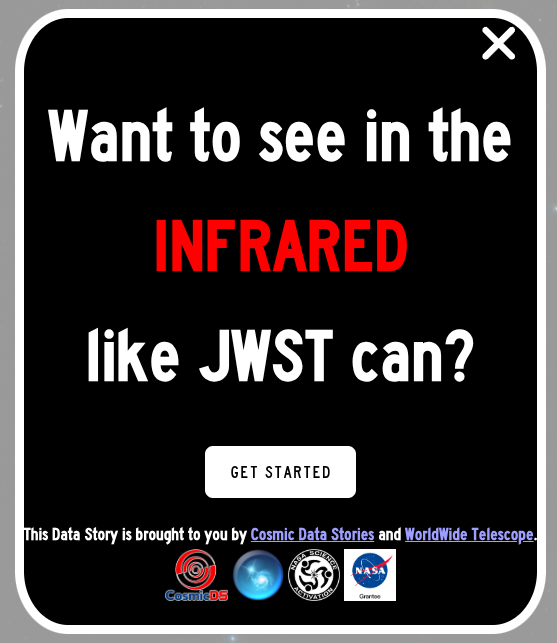 Want to see in the
INFRARED
like JWST can?
GET STARTED
This Data Story is brought to you by Cosmic Data Stories and WorldWide Telescope.
CosmicDS
NASA SCIENCE
ACTIVATION
NASA
Grantee